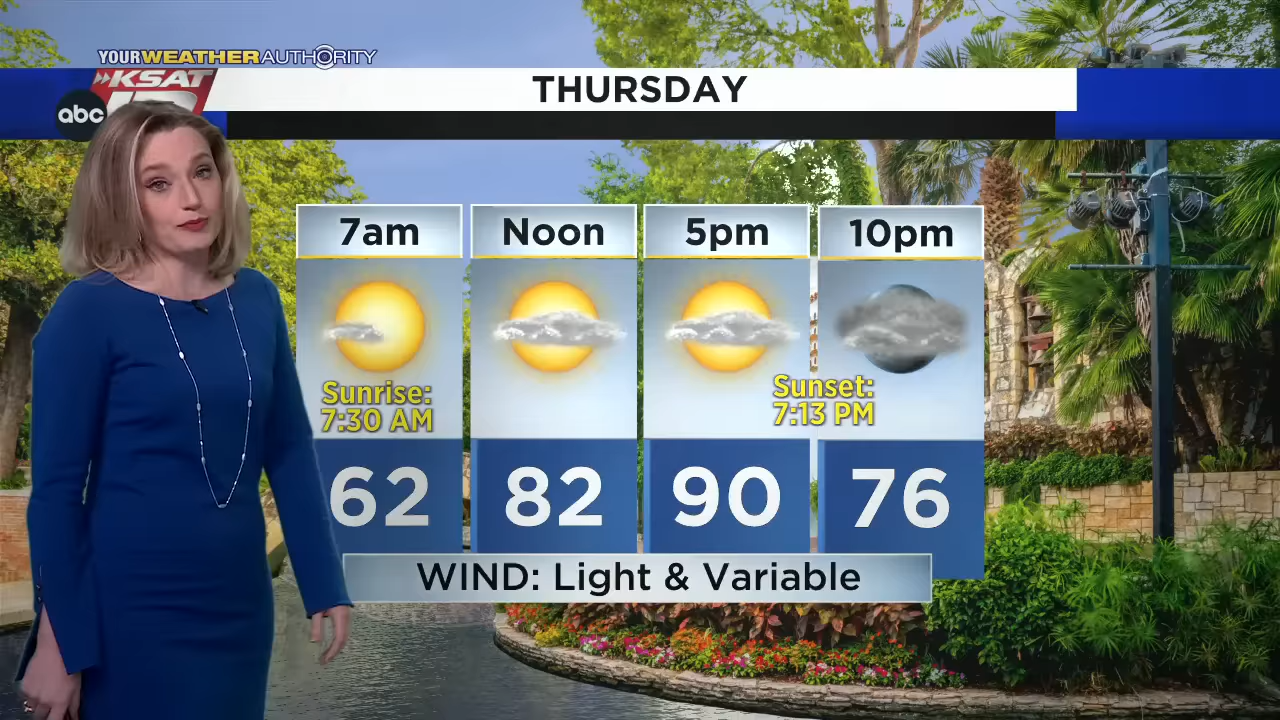 YOUR WEATHER AUTHORITY
KSAT
abc
THURSDAY
7am
Noon
5pm
10pm
Sunrise:
7:30 AM
Sunset:
7:13 PM
62
82
90
76
WIND: Light & Variable